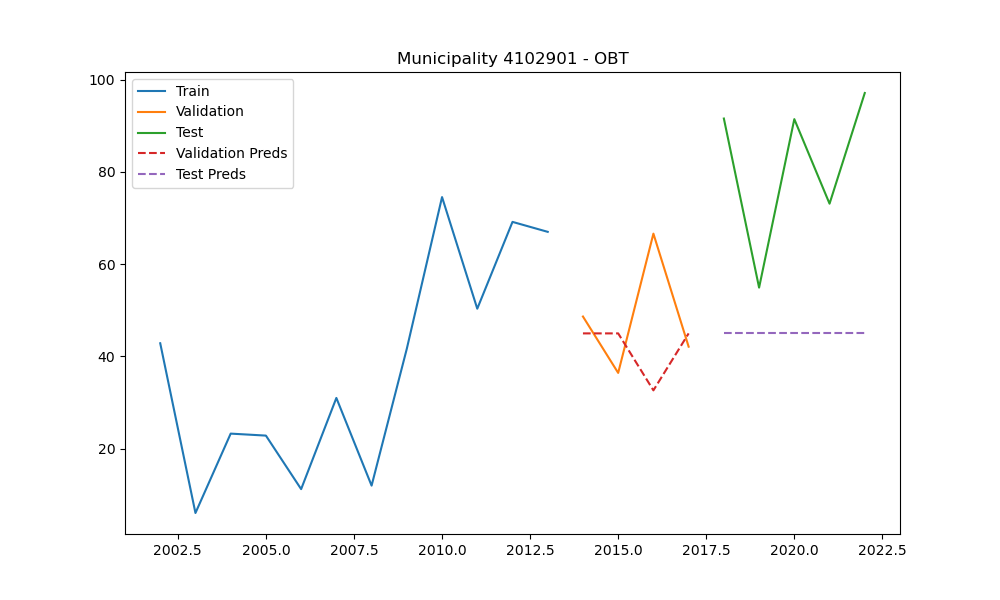 Municipality 4102901 - OBT
Train
Validation
Test
Validation Preds
Test Preds
100
80
60
40
20
2002.5 2005.0 2007.5 2010.0 2012.5 2015.0 2017.5 2020.0 2022.5